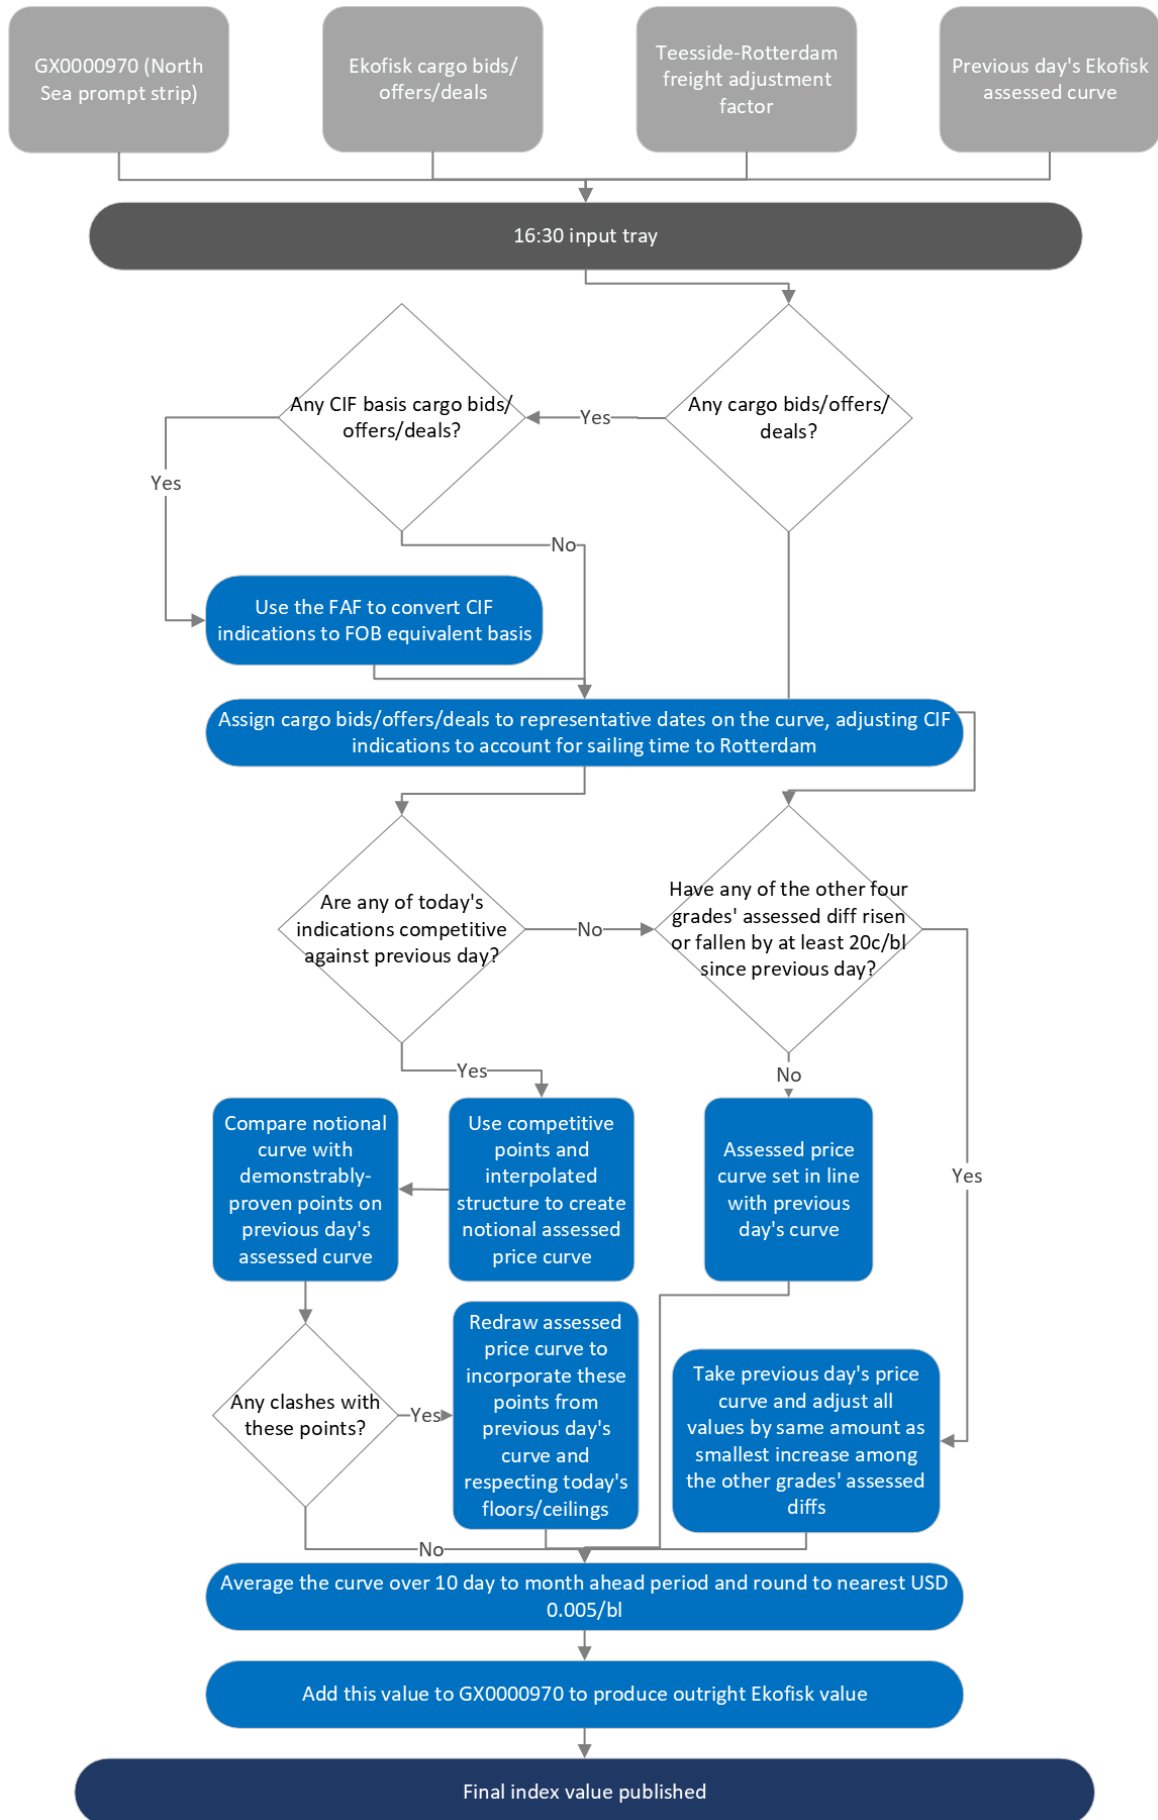 GX0000970 (North
Sea prompt strip)
Ekofisk cargo bids/
offers/deals
Teesside-Rotterdam
freight adjustment
factor
Previous day's Ekofisk
assessed curve
16:30 input tray
Any CIF basis cargo bids/
offers/deals?
Yes
Any cargo bids/offers/
deals?
Yes
No
Use the FAF to convert CIF
indications to FOB equivalent basis
Assign cargo bids/offers/deals to representative dates on the curve, adjusting CIF
indications to account for sailing time to Rotterdam
Are any of today's
indications competitive
against previous day?
No
Have any of the other four
grades' assessed diff risen
or fallen by at least 20c/bl
since previous day?
Yes
No
Compare notional
curve with
demonstrably-
proven points on
previous day's
assessed curve
Use competitive
points and
interpolated
structure to create
notional assessed
price curve
Assessed price
curve set in line
with previous
day's curve
Yes
Any clashes with
these points?
Yes
Redraw assessed
price curve to
incorporate these
points from
previous day's
curve and
respecting today's
floors/ceilings
Take previous day's price
curve and adjust all
values by same amount as
smallest increase among
the other grades' assessed
diffs
No
Average the curve over 10 day to month ahead period and round to nearest USD
0.005/bl
Add this value to GX0000970 to produce outright Ekofisk value
Final index value published